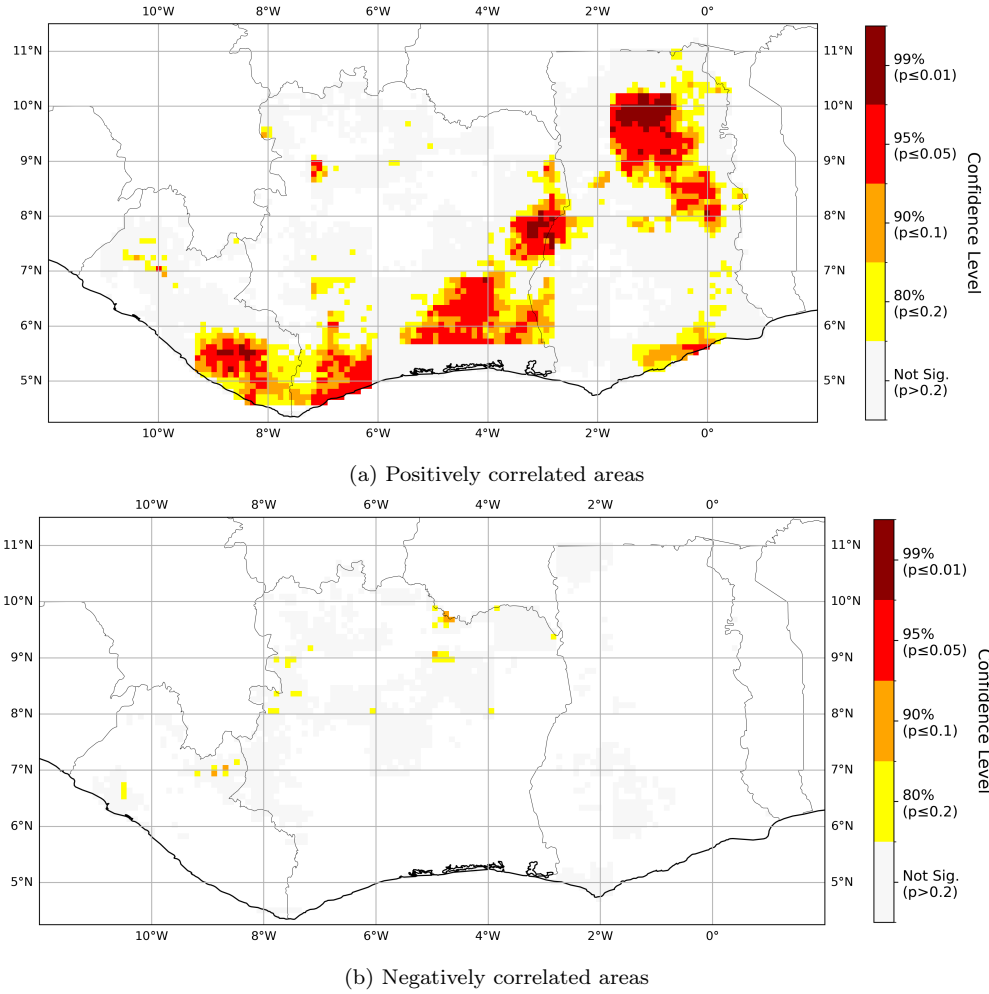 10°W 8°W 6°W 4°W 2°W 0°
11°N 11°N
10°N 10°N
9°N 9°N
8°N 8°N
7°N 7°N
6°N 6°N
5°N 5°N
10°W 8°W 6°W 4°W 2°W 0°
99%
(p≤0.01)
95%
(p≤0.05)
90%
(p≤0.1)
80%
(p≤0.2)
Not Sig.
(p>0.2)
Confidence Level
(a) Positively correlated areas
10°W 8°W 6°W 4°W 2°W 0°
11°N 11°N
10°N 10°N
9°N 9°N
8°N 8°N
7°N 7°N
6°N 6°N
5°N 5°N
10°W 8°W 6°W 4°W 2°W 0°
99%
(p≤0.01)
95%
(p≤0.05)
90%
(p≤0.1)
80%
(p≤0.2)
Not Sig.
(p>0.2)
Confidence Level
(b) Negatively correlated areas